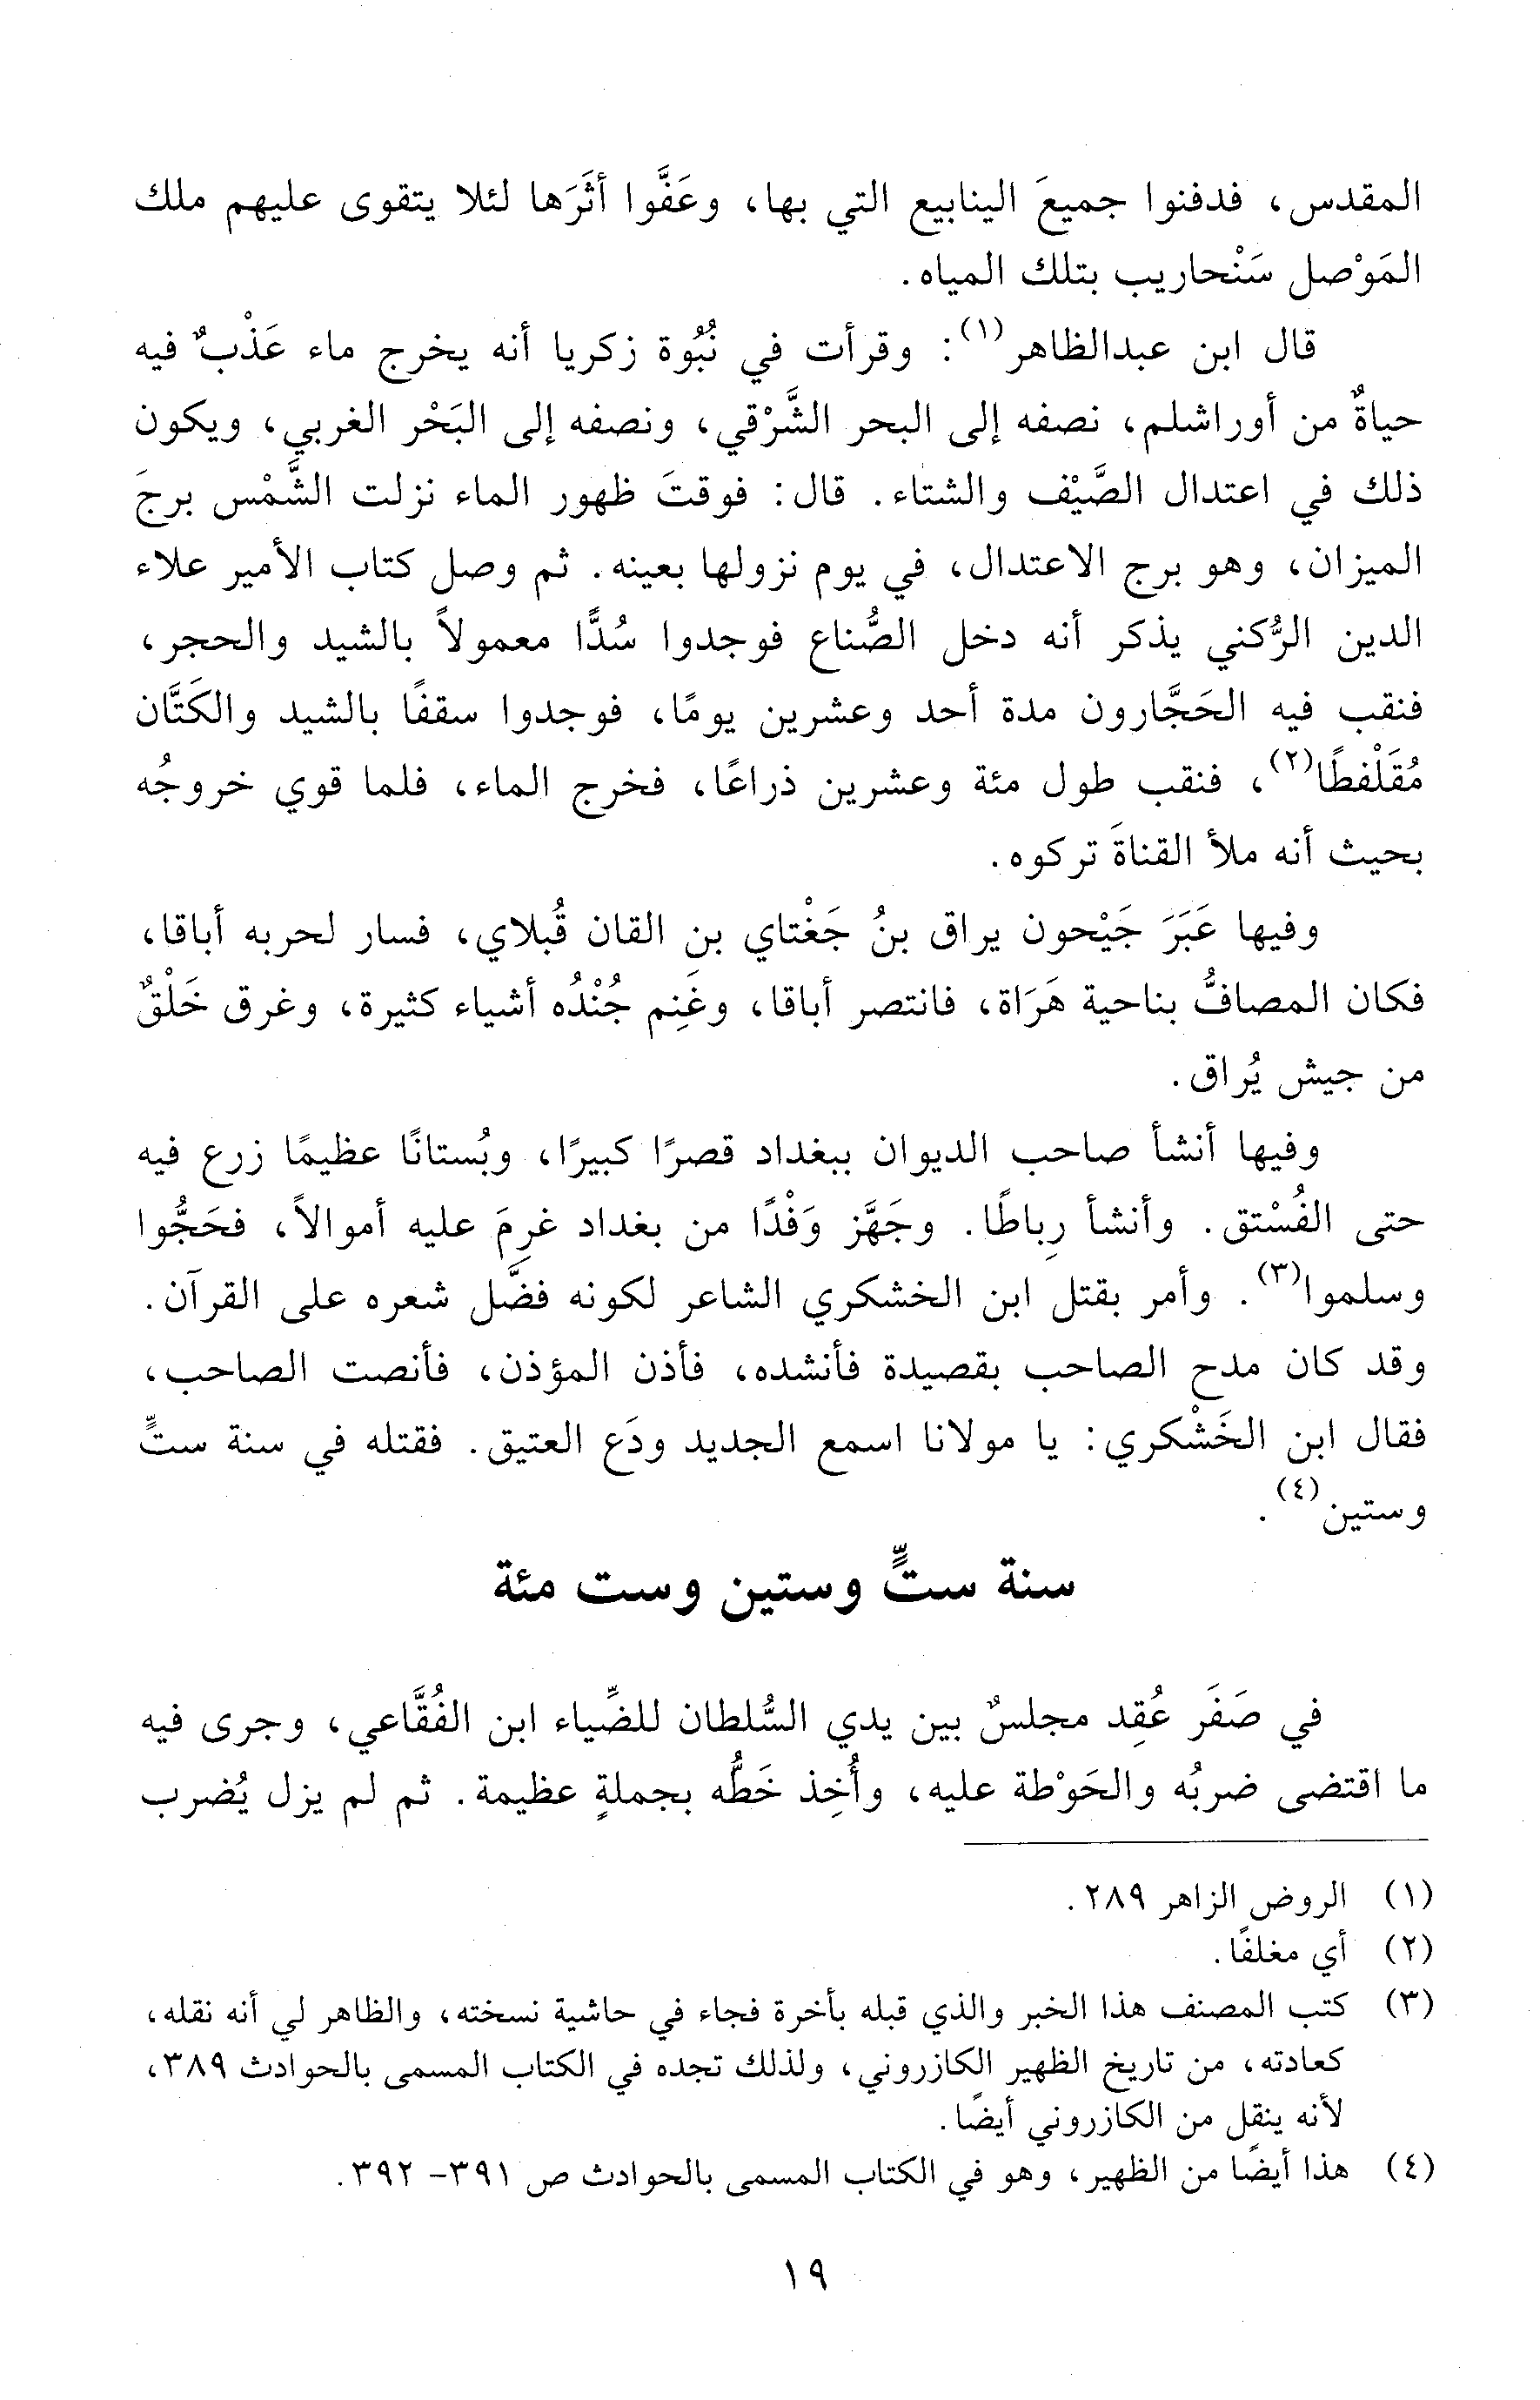 المقدس، فدفنوا جميعَ الينابيع التي بها، وعَفَّوا أثَرَها لئلا يتقوى عليهم ملك
المَوْصل سَنْحاريب بتلك المياه.
قال ابن عبدالظاهر(١): وقرأت في نُبُوة زكريا أنه يخرج ماء عَذْبٌ فيه
حياةٌ من أوراشلم، نصفه إلى البحر الشَّرْقي، ونصفه إلى البَحْر الغربي، ويكون
ذلك في اعتدال الصَّيْف والشتاء. قال: فوقتَ ظهور الماء نزلت الشَّمْس برجَ
الميزان، وهو برج الاعتدال، في يوم نزولها بعينه. ثم وصل كتاب الأمير علاء
الدين الرُّكني يذكر أنه دخل الصُّناع فوجدوا سُدًّا معمولاً بالشيد والحجر،
فنقب فيه الحَجَّارون مدة أحد وعشرين يومًا، فوجدوا سقفًا بالشيد والكَتَّان
مُقَلْفطًا(٢)، فنقب طول مئة وعشرين ذراعًا، فخرج الماء، فلما قوي خروجُه
بحيث أنه ملأ القناةَ تركوه.
وفيها عَبَرَ جَيْحون يراق بنُ جَغْتاي بن القان قُبلاي، فسار لحربه أباقا،
فكان المصافُّ بناحية هَرَاة، فانتصر أباقا، وغَنِم جُنْدُه أشياء كثيرة، وغرق خَلْقٌ
من جيش يُراق.
وفيها أنشأ صاحب الديوان ببغداد قصرًا كبيرًا، وبُستانًا عظيمًا زرع فيه
حتى الفُسْتق. وأنشأ رِباطًا. وجَهَّز وَفْدًا من بغداد غرِمَ عليه أموالاً، فحَجُّوا
وسلموا(٣). وأمر بقتل ابن الخشكري الشاعر لكونه فضَّل شعره على القرآن.
وقد كان مدح الصاحب بقصيدة فأنشده، فأذن المؤذن، فأنصت الصاحب،
فقال ابن الخَشْكري: يا مولانا اسمع الجديد ودَع العتيق. فقتله في سنة ستٍّ
وستين(٤).
سنة ستٍّ وستين وست مئة
في صَفَر عُقِد مجلسٌ بين يدي السُّلطان للضِّياء ابن الفُقَّاعي، وجرى فيه
ما اقتضى ضربُه والحَوْطة عليه، وأُخِذ خَطُّه بجملةٍ عظيمة. ثم لم يزل يُضرب
(١) الروض الزاهر ٢٨٩.
(٢) أي مغلفًا.
(٣) كتب المصنف هذا الخبر والذي قبله بأخرة فجاء في حاشية نسخته، والظاهر لي أنه نقله،
كعادته، من تاريخ الظهير الكازروني، ولذلك تجده في الكتاب المسمى بالحوادث ٣٨٩،
لأنه ينقل من الكازروني أيضًا.
(٤) هذا أيضًا من الظهير، وهو في الكتاب المسمى بالحوادث ص ٣٩١- ٣٩٢.
١٩